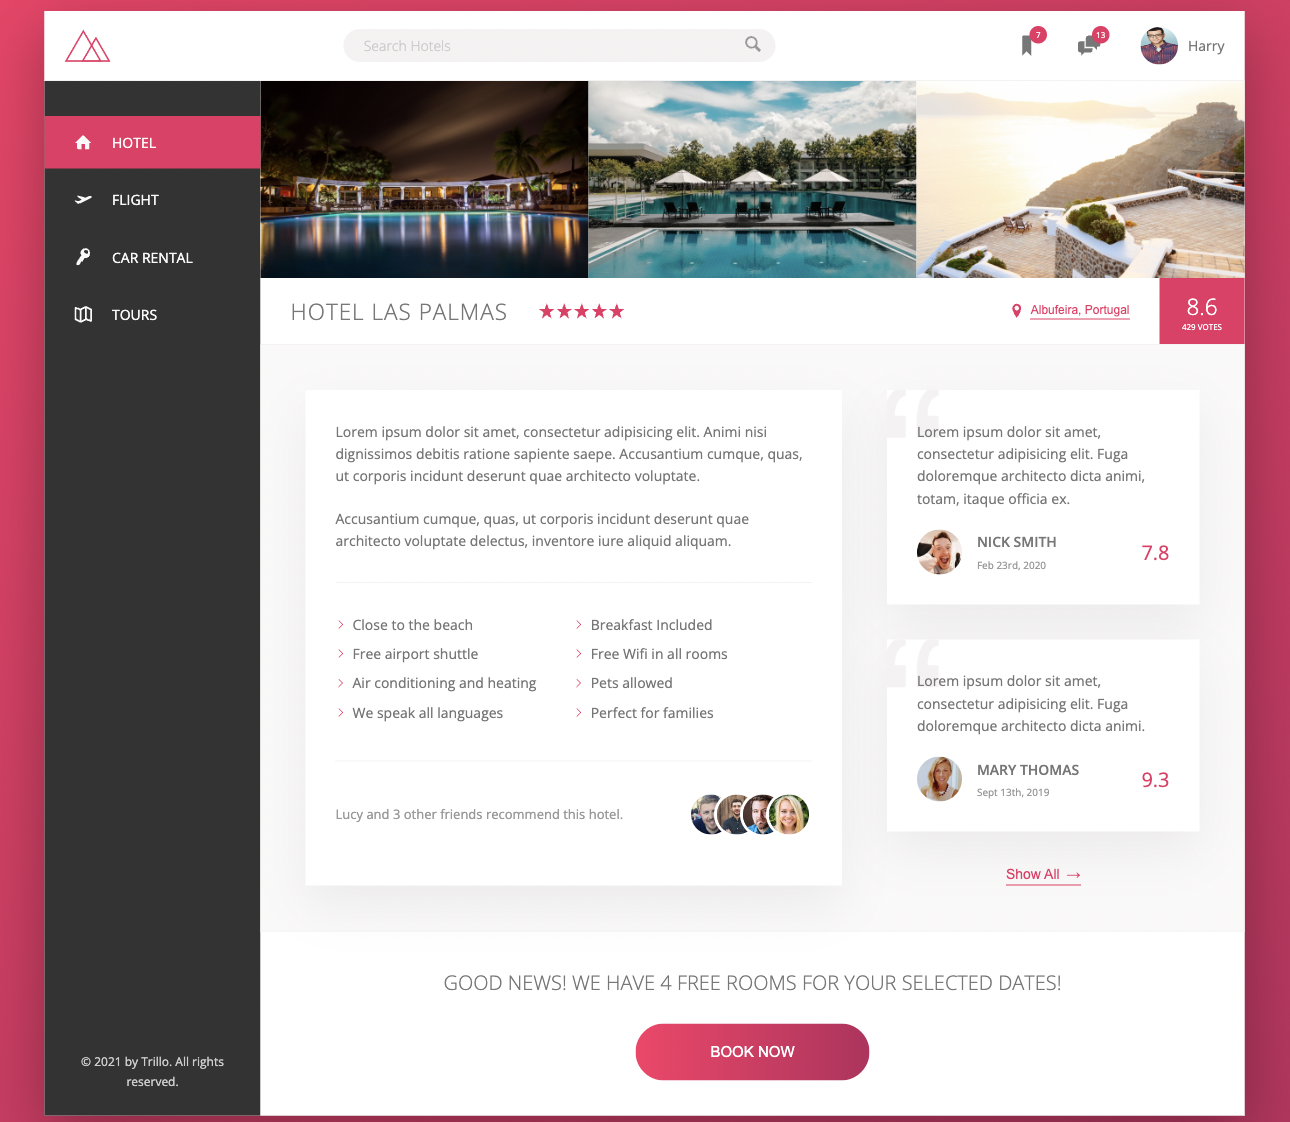 Search Hotels
7
13
Harry
HOTEL
FLIGHT
CAR RENTAL
TOURS
© 2021 by Trillo. All rights
reserved.
HOTEL LAS PALMAS
Albufeira, Portugal
8.6
429 VOTES
Lorem ipsum dolor sit amet, consectetur adipisicing elit. Animi nisi
dignissimos debitis ratione sapiente saepe. Accusantium cumque, quas,
ut corporis incidunt deserunt quae architecto voluptate.
Accusantium cumque, quas, ut corporis incidunt deserunt quae
architecto voluptate delectus, inventore iure aliquid aliquam.
Close to the beach
Free airport shuttle
Air conditioning and heating
We speak all languages
Breakfast Included
Free Wifi in all rooms
Pets allowed
Perfect for families
Lucy and 3 other friends recommend this hotel.
“
Lorem ipsum dolor sit amet,
consectetur adipisicing elit. Fuga
doloremque architecto dicta animi,
totam, itaque officia ex.
NICK SMITH
Feb 23rd, 2020
7.8
“
Lorem ipsum dolor sit amet,
consectetur adipisicing elit. Fuga
doloremque architecto dicta animi.
MARY THOMAS
Sept 13th, 2019
9.3
Show All →
GOOD NEWS! WE HAVE 4 FREE ROOMS FOR YOUR SELECTED DATES!
BOOK NOW